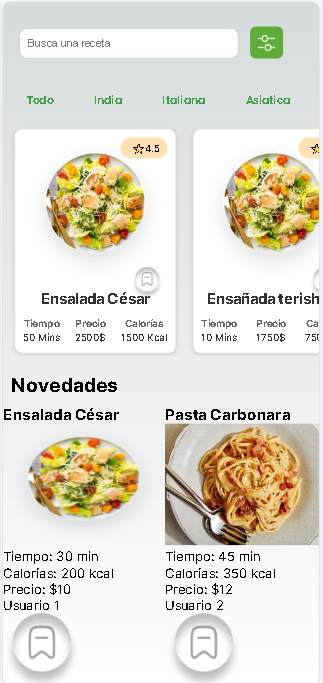 Busca una receta
Todo India Italiana Asiatica
4.5
Ensalada César
Tiempo Precio Calorías
50 Mins 2500$ 1500 Kcal
Ensañada terish
Tiempo Precio
10 Mins 1750$ 750
Novedades
Ensalada César
Tiempo: 30 min
Calorías: 200 kcal
Precio: $10
Usuario 1
Pasta Carbonara
Tiempo: 45 min
Calorías: 350 kcal
Precio: $12
Usuario 2